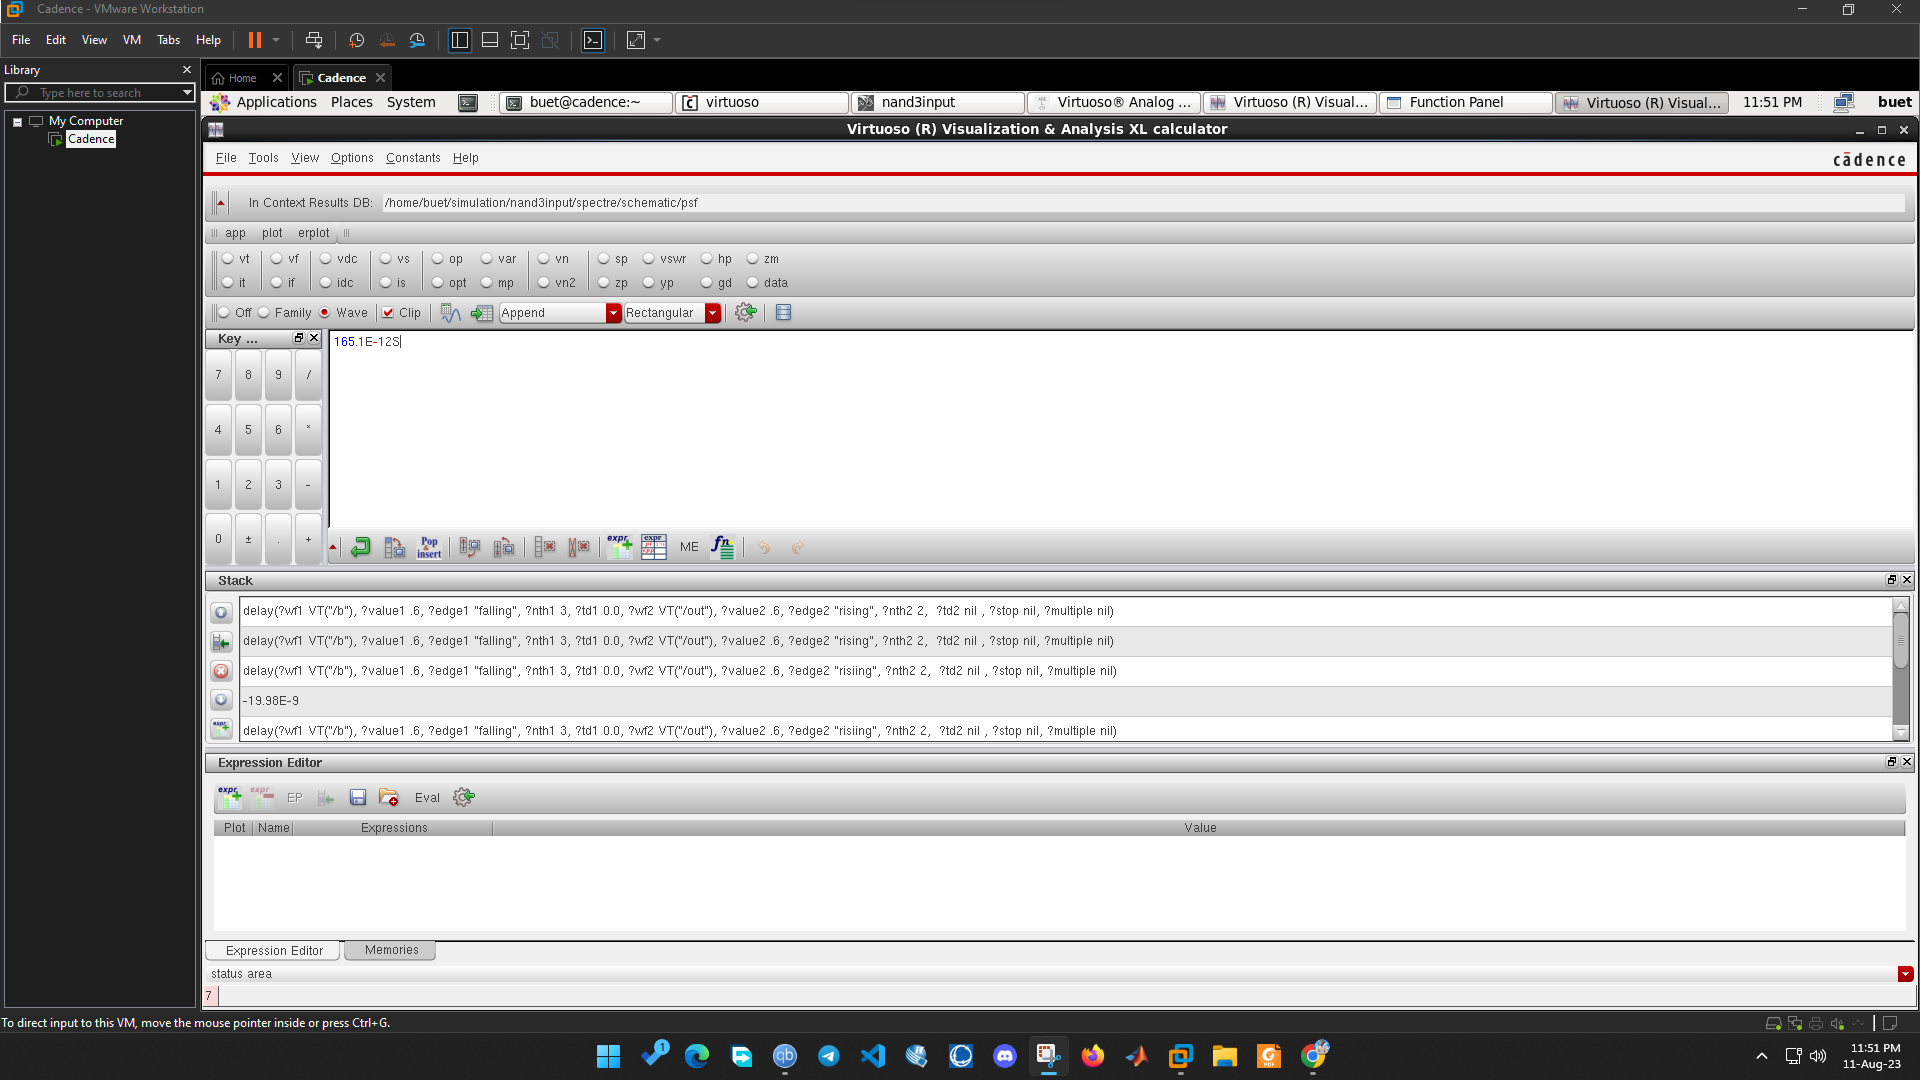 Cadence - VMware Workstation
File Edit View VM Tabs Help
Library
Type here to search
My Computer
Cadence
Home Cadence
Applications Places System buet@cadence:~ virtuoso nand3input Virtuoso® Analog ... Virtuoso (R) Visual... Function Panel Virtuoso (R) Visual... 11:51 PM buet
Virtuoso (R) Visualization & Analysis XL calculator
File Tools View Options Constants Help
cādence
In Context Results DB: /home/buet/simulation/nand3input/spectre/schematic/psf
app plot erplot
vt vf vdc vs op var vn sp vswr hp zm
it if idc is opt mp vn2 zp yp gd data
Off Family Wave Clip Append Rectangular
Key ...
165.1E-12S
7 8 9 /
4 5 6 *
1 2 3 -
0 ± . +
Pop & insert expr expr ME fn
Stack
delay(?wf1 VT("/b"), ?value1 .6, ?edge1 "falling", ?nth1 3, ?td1 0.0, ?wf2 VT("/out"), ?value2 .6, ?edge2 "rising", ?nth2 2, ?td2 nil , ?stop nil, ?multiple nil)
delay(?wf1 VT("/b"), ?value1 .6, ?edge1 "falling", ?nth1 3, ?td1 0.0, ?wf2 VT("/out"), ?value2 .6, ?edge2 "rising", ?nth2 2, ?td2 nil , ?stop nil, ?multiple nil)
delay(?wf1 VT("/b"), ?value1 .6, ?edge1 "falling", ?nth1 3, ?td1 0.0, ?wf2 VT("/out"), ?value2 .6, ?edge2 "risiing", ?nth2 2, ?td2 nil , ?stop nil, ?multiple nil)
-19.98E-9
delay(?wf1 VT("/b"), ?value1 .6, ?edge1 "falling", ?nth1 3, ?td1 0.0, ?wf2 VT("/out"), ?value2 .6, ?edge2 "risiing", ?nth2 2, ?td2 nil , ?stop nil, ?multiple nil)
Expression Editor
expr expr EP Eval
Plot Name Expressions Value
Expression Editor Memories
status area
7
To direct input to this VM, move the mouse pointer inside or press Ctrl+G.
1
qb
11:51 PM
11-Aug-23